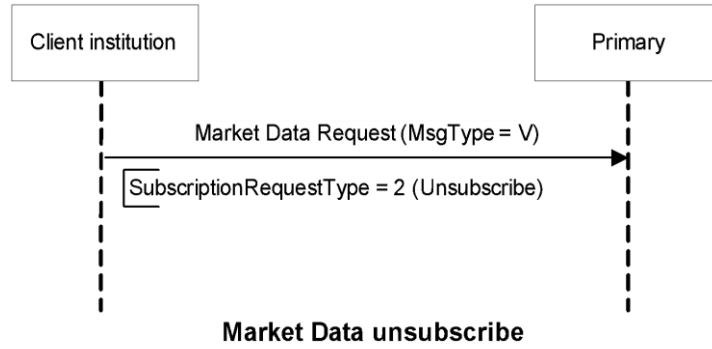 Client institution
Primary
Market Data Request (MsgType = V)
SubscriptionRequestType = 2 (Unsubscribe)
Market Data unsubscribe